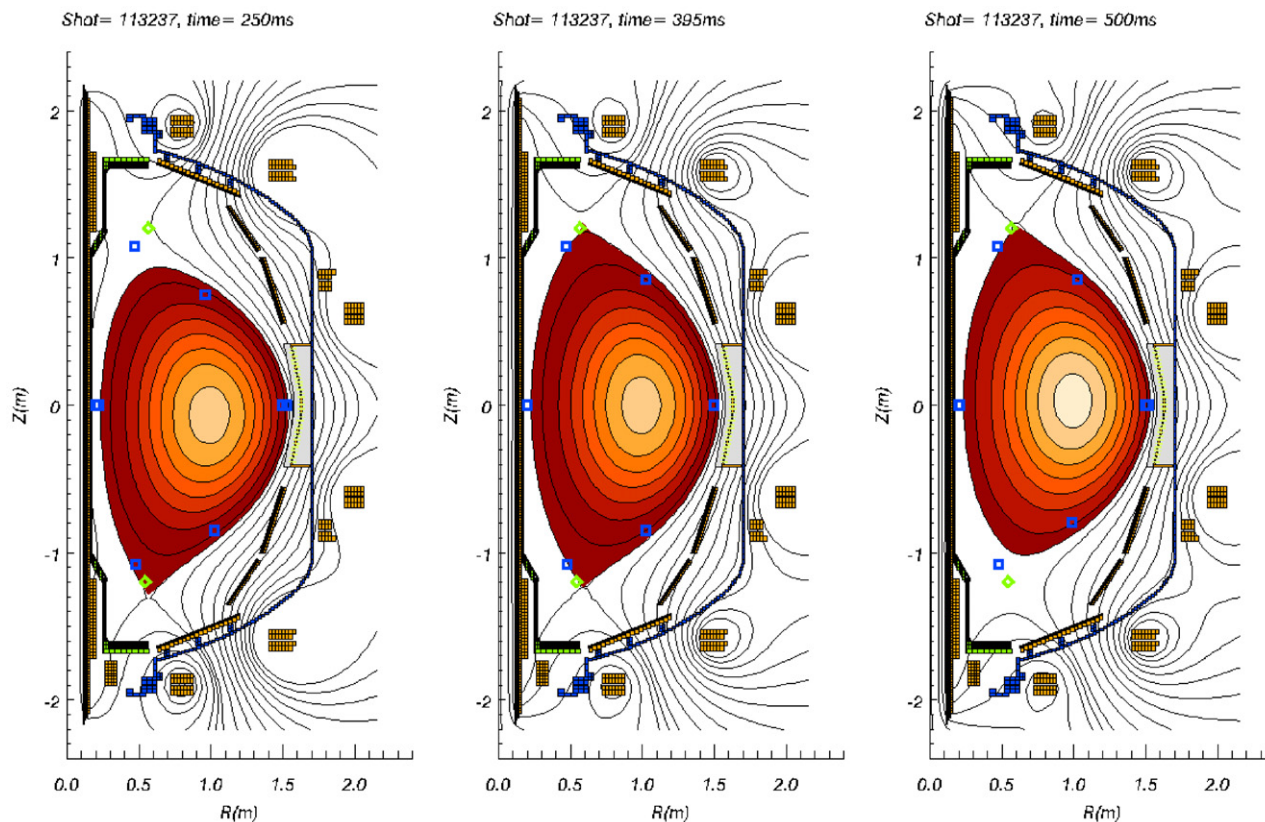 Shot= 113237, time= 250ms
Shot= 113237, time= 395ms
Shot= 113237, time= 500ms
2
1
0
-1
-2
Z(m)
0.0 0.5 1.0 1.5 2.0
R(m)
2
1
0
-1
-2
Z(m)
0.0 0.5 1.0 1.5 2.0
R(m)
2
1
0
-1
-2
Z(m)
0.0 0.5 1.0 1.5 2.0
R(m)